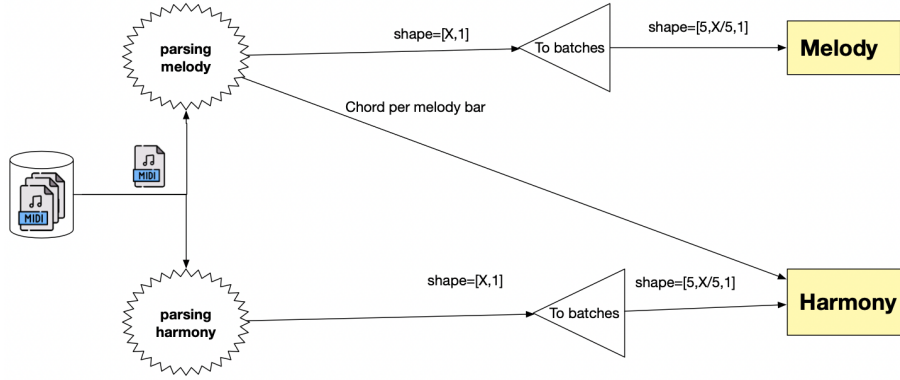 parsing
melody
shape=[X,1]
To batches
shape=[5,X/5,1]
Melody
Chord per melody bar
MIDI
MIDI
parsing
harmony
shape=[X,1]
To batches
shape=[5,X/5,1]
Harmony